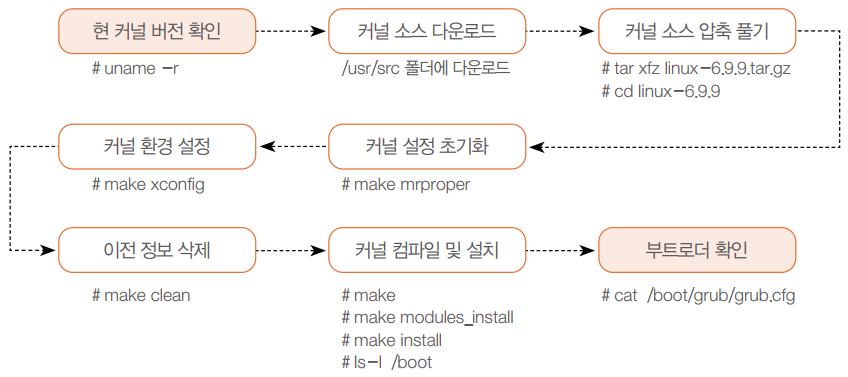 현 커널 버전 확인
# uname -r
커널 소스 다운로드
/usr/src 폴더에 다운로드
커널 소스 압축 풀기
# tar xfz linux-6.9.9.tar.gz
# cd linux-6.9.9
커널 설정 초기화
# make mrproper
커널 환경 설정
# make xconfig
이전 정보 삭제
# make clean
커널 컴파일 및 설치
# make
# make modules_install
# make install
# ls-l /boot
부트로더 확인
# cat /boot/grub/grub.cfg